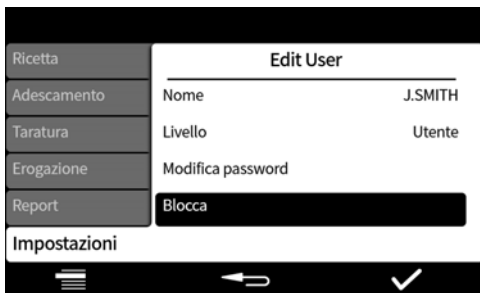 Ricetta
Adescamento
Taratura
Erogazione
Report
Impostazioni
Edit User
Nome J.SMITH
Livello Utente
Modifica password
Blocca